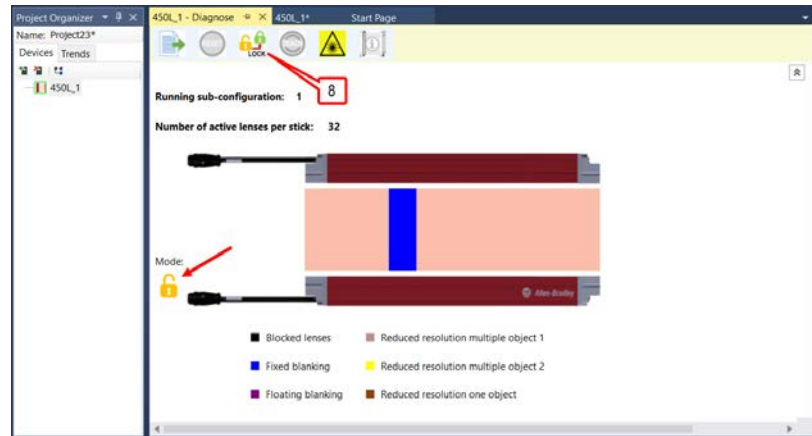 Project Organizer
450L_1 - Diagnose
450L_1*
Start Page
Name: Project23*
Devices
Trends
450L_1
LOCK
8
Running sub-configuration: 1
Number of active lenses per stick: 32
Mode:
Allen-Bradley
Blocked lenses
Reduced resolution multiple object 1
Fixed blanking
Reduced resolution multiple object 2
Floating blanking
Reduced resolution one object